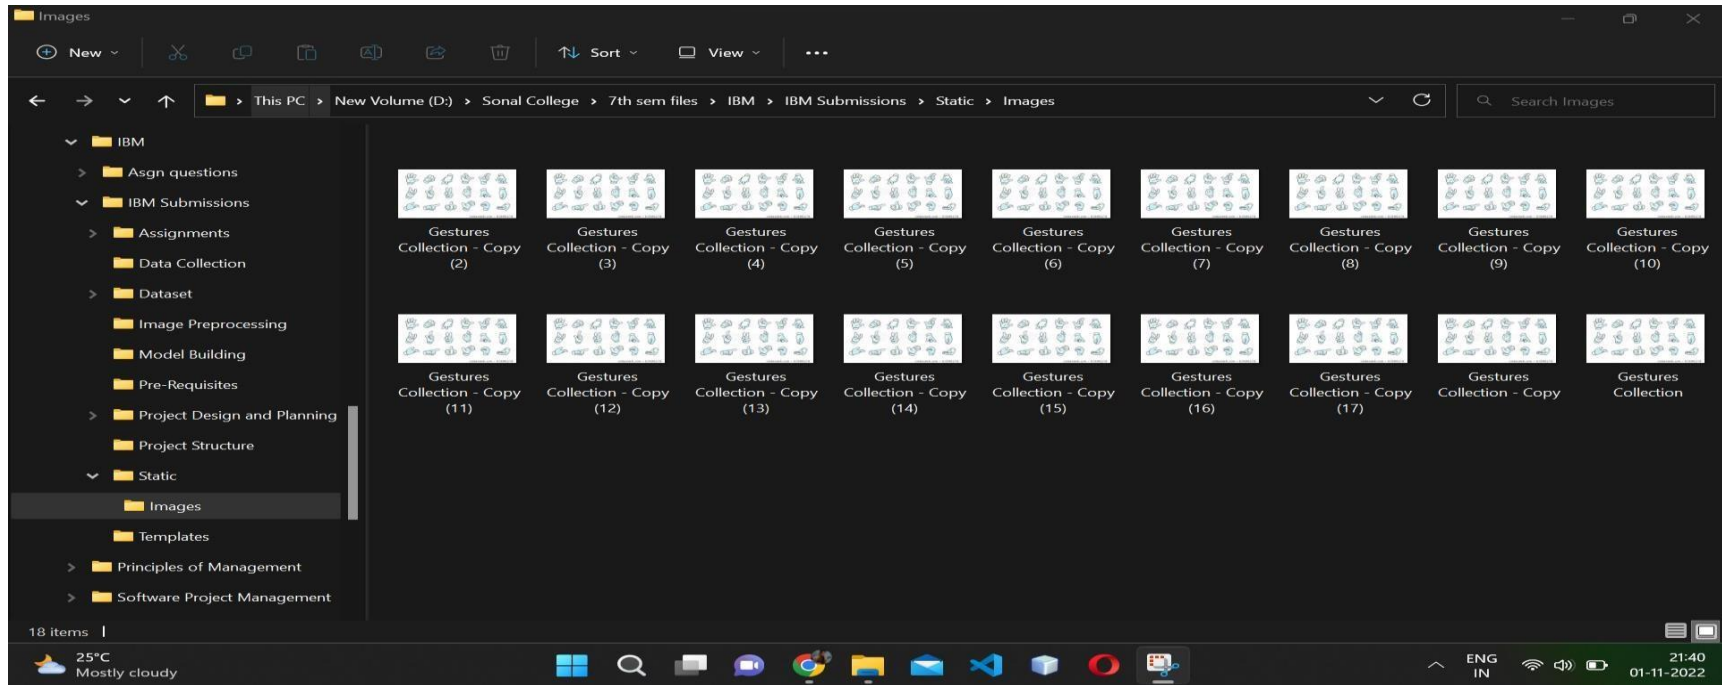 Images
New
Sort
View
This PC > New Volume (D:) > Sonal College > 7th sem files > IBM > IBM Submissions > Static > Images
Search Images
IBM
Asgn questions
IBM Submissions
Assignments
Data Collection
Dataset
Image Preprocessing
Model Building
Pre-Requisites
Project Design and Planning
Project Structure
Static
Images
Templates
Principles of Management
Software Project Management
Gestures
Collection - Copy
(2)
Gestures
Collection - Copy
(3)
Gestures
Collection - Copy
(4)
Gestures
Collection - Copy
(5)
Gestures
Collection - Copy
(6)
Gestures
Collection - Copy
(7)
Gestures
Collection - Copy
(8)
Gestures
Collection - Copy
(9)
Gestures
Collection - Copy
(10)
Gestures
Collection - Copy
(11)
Gestures
Collection - Copy
(12)
Gestures
Collection - Copy
(13)
Gestures
Collection - Copy
(14)
Gestures
Collection - Copy
(15)
Gestures
Collection - Copy
(16)
Gestures
Collection - Copy
(17)
Gestures
Collection - Copy
Gestures
Collection
18 items
25°C
Mostly cloudy
ENG
IN
21:40
01-11-2022